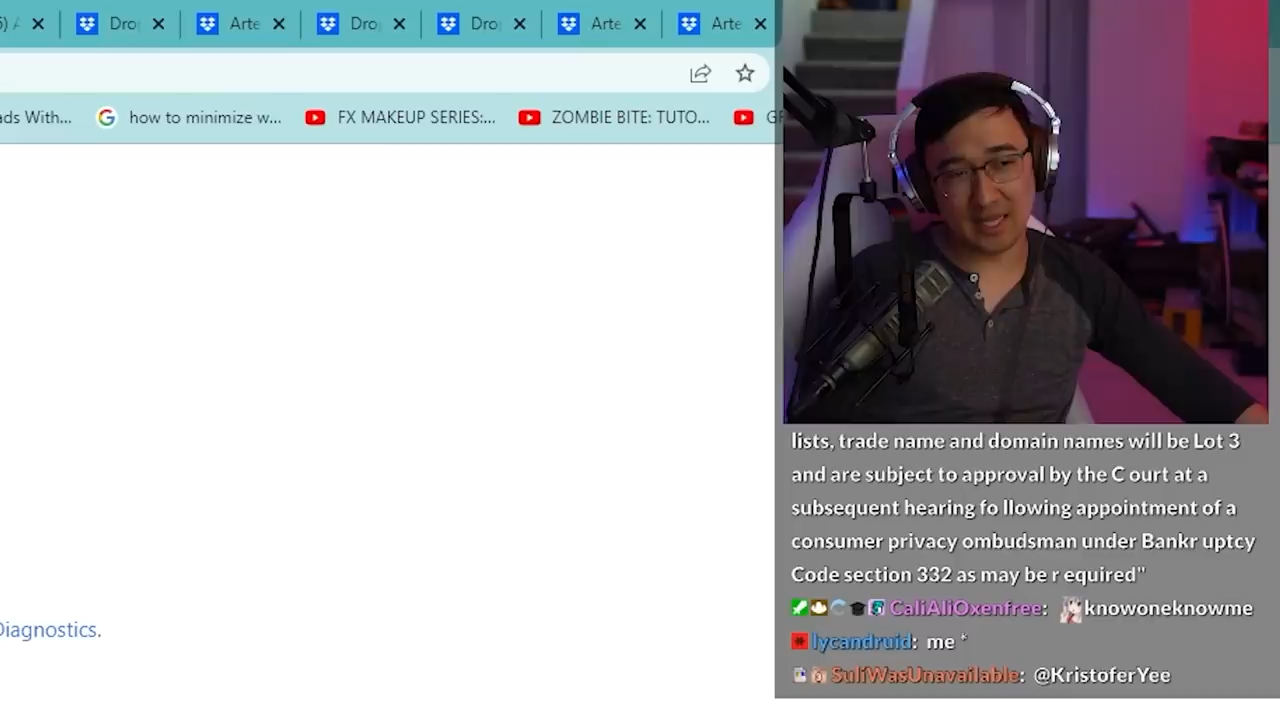 Dro
Arte
Dro
Dro
Arte
Arte
ads With...
how to minimize w...
FX MAKEUP SERIES:...
ZOMBIE BITE: TUTO...
Diagnostics.
lists, trade name and domain names will be Lot 3
and are subject to approval by the C ourt at a
subsequent hearing fo llowing appointment of a
consumer privacy ombudsman under Bankr uptcy
Code section 332 as may be r equired"
CaliAliOxenfree: knowoneknowme
lycandruid: me *
SuliWasUnavailable: @KristoferYee